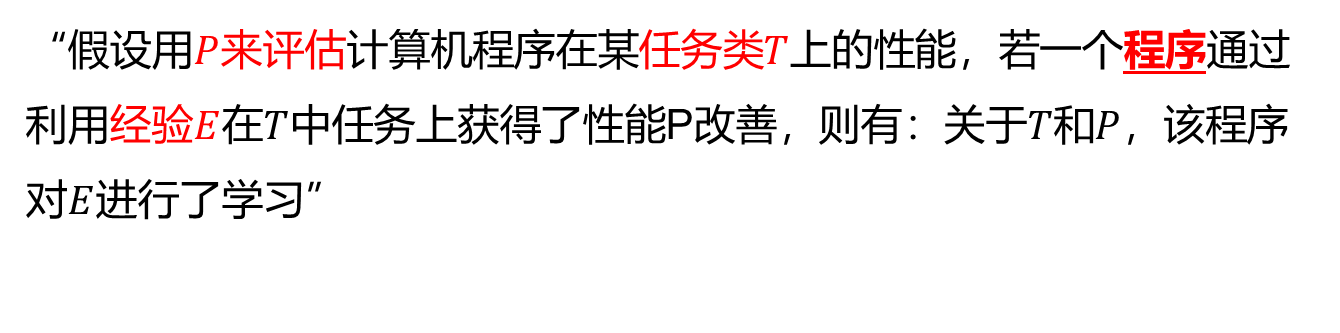 “假设用P来评估计算机程序在某任务类T上的性能，若一个程序通过
利用经验E在T中任务上获得了性能P改善，则有：关于T和P，该程序
对E进行了学习”